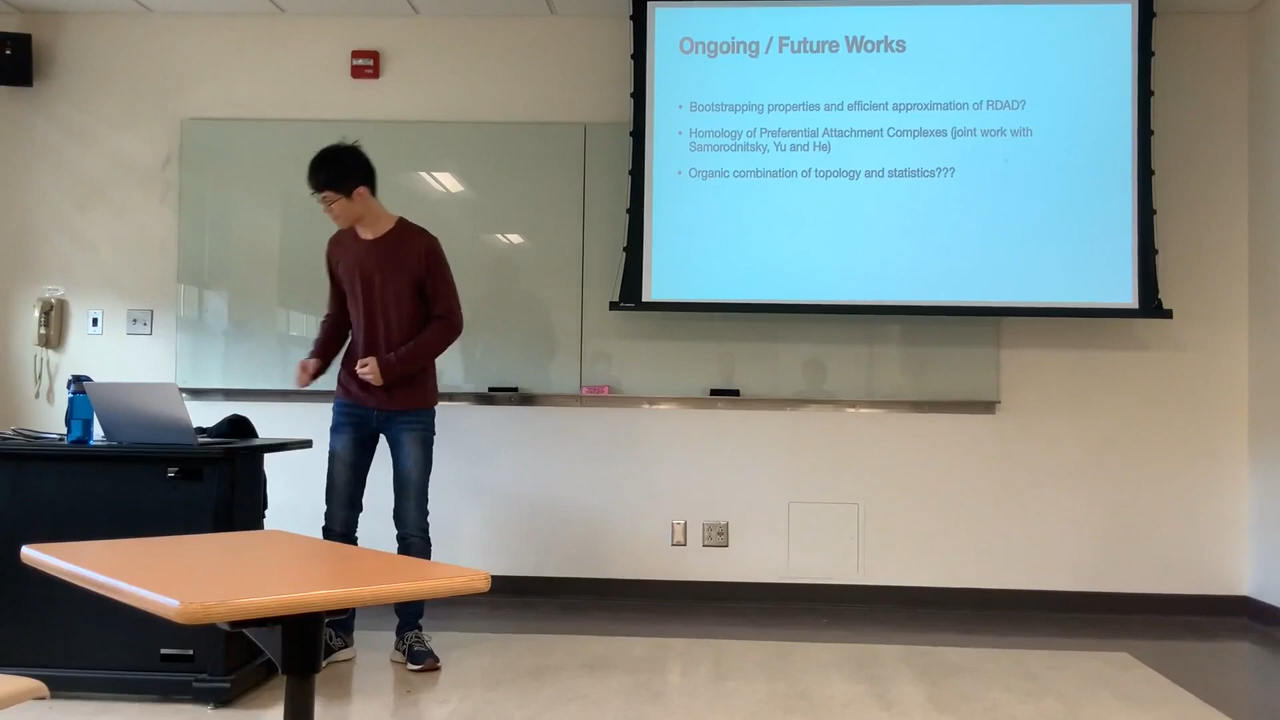 Ongoing / Future Works
• Bootstrapping properties and efficient approximation of RDAD?
• Homology of Preferential Attachment Complexes (joint work with
Samorodnitsky, Yu and He)
• Organic combination of topology and statistics???